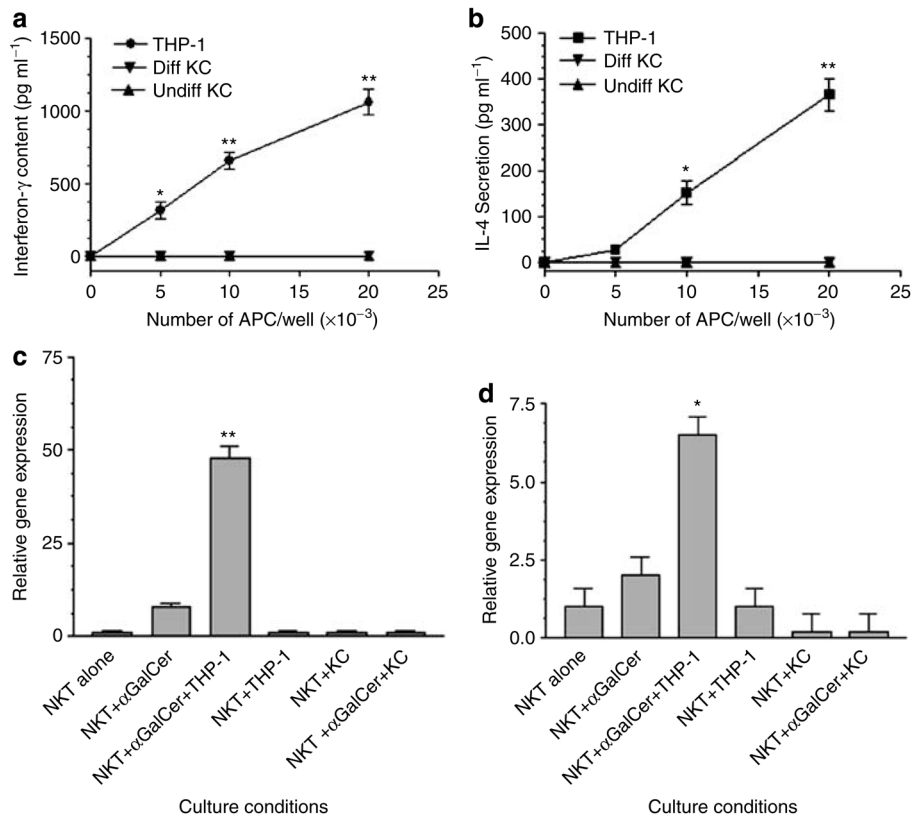 a
1500
1000
500
0
Interferon-γ content (pg ml⁻¹)
THP-1
Diff KC
Undiff KC
*
**
**
0 5 10 15 20 25
Number of APC/well (×10⁻³)
b
500
400
300
200
100
0
IL-4 Secretion (pg ml⁻¹)
THP-1
Diff KC
Undiff KC
*
**
0 5 10 15 20 25
Number of APC/well (×10⁻³)
c
75
50
25
0
Relative gene expression
**
NKT alone
NKT+αGalCer
NKT+αGalCer+THP-1
NKT+THP-1
NKT+KC
NKT +αGalCer+KC
Culture conditions
d
7.5
5.0
2.5
0.0
Relative gene expression
*
NKT alone
NKT+αGalCer
NKT+αGalCer+THP-1
NKT+THP-1
NKT+KC
NKT+αGalCer+KC
Culture conditions